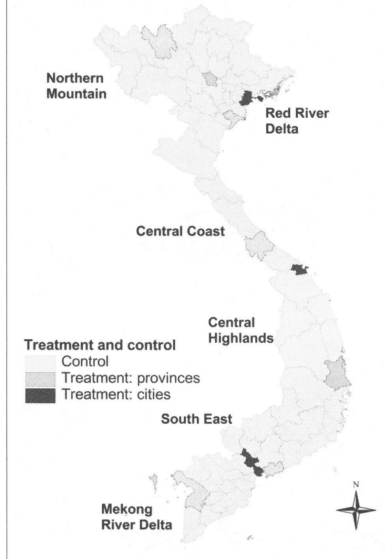 Northern
Mountain
Red River
Delta
Central Coast
Central
Highlands
Treatment and control
Control
Treatment: provinces
Treatment: cities
South East
N
Mekong
River Delta